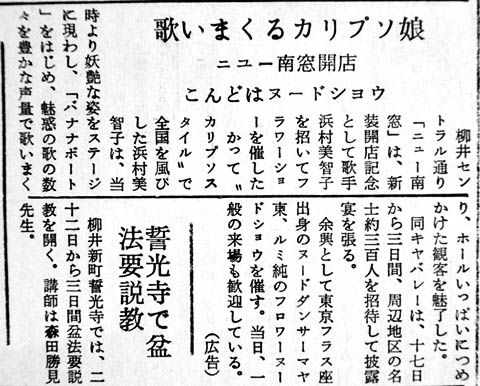 歌いまくるカリプソ娘
ニュー南窓開店
こんどはヌードショウ
柳井セン
トラル通り
「ニュー南
窓」は、新
装開店記念
として歌手
浜村美智子
を招いてフ
ラワーショ
ーを催した
かって〝
カリプソス
タイル〟で
全国を風び
した浜村美
智子は、当
時より妖艶な姿をステージ
に現わし、「バナナボート
」をはじめ、魅惑の歌の数
々を豊かな声量で歌いまく
り、ホールいっぱいにつめ
かけた観客を魅了した。
同キャバレーは、十七日
から三日間、周辺地区の名
士約三百人を招待して披露
宴を張る。
余興として東京フラス座
出身のヌードダンサーマヤ
東、ルミ純のフロワーヌー
ドショウを催す。当日、一
般の来場も歓迎している。
（広告）
誓光寺で盆
法要説教
柳井新町誓光寺では、二
十二日から三日間盆法要説
教を開く。講師は森田勝見
先生。